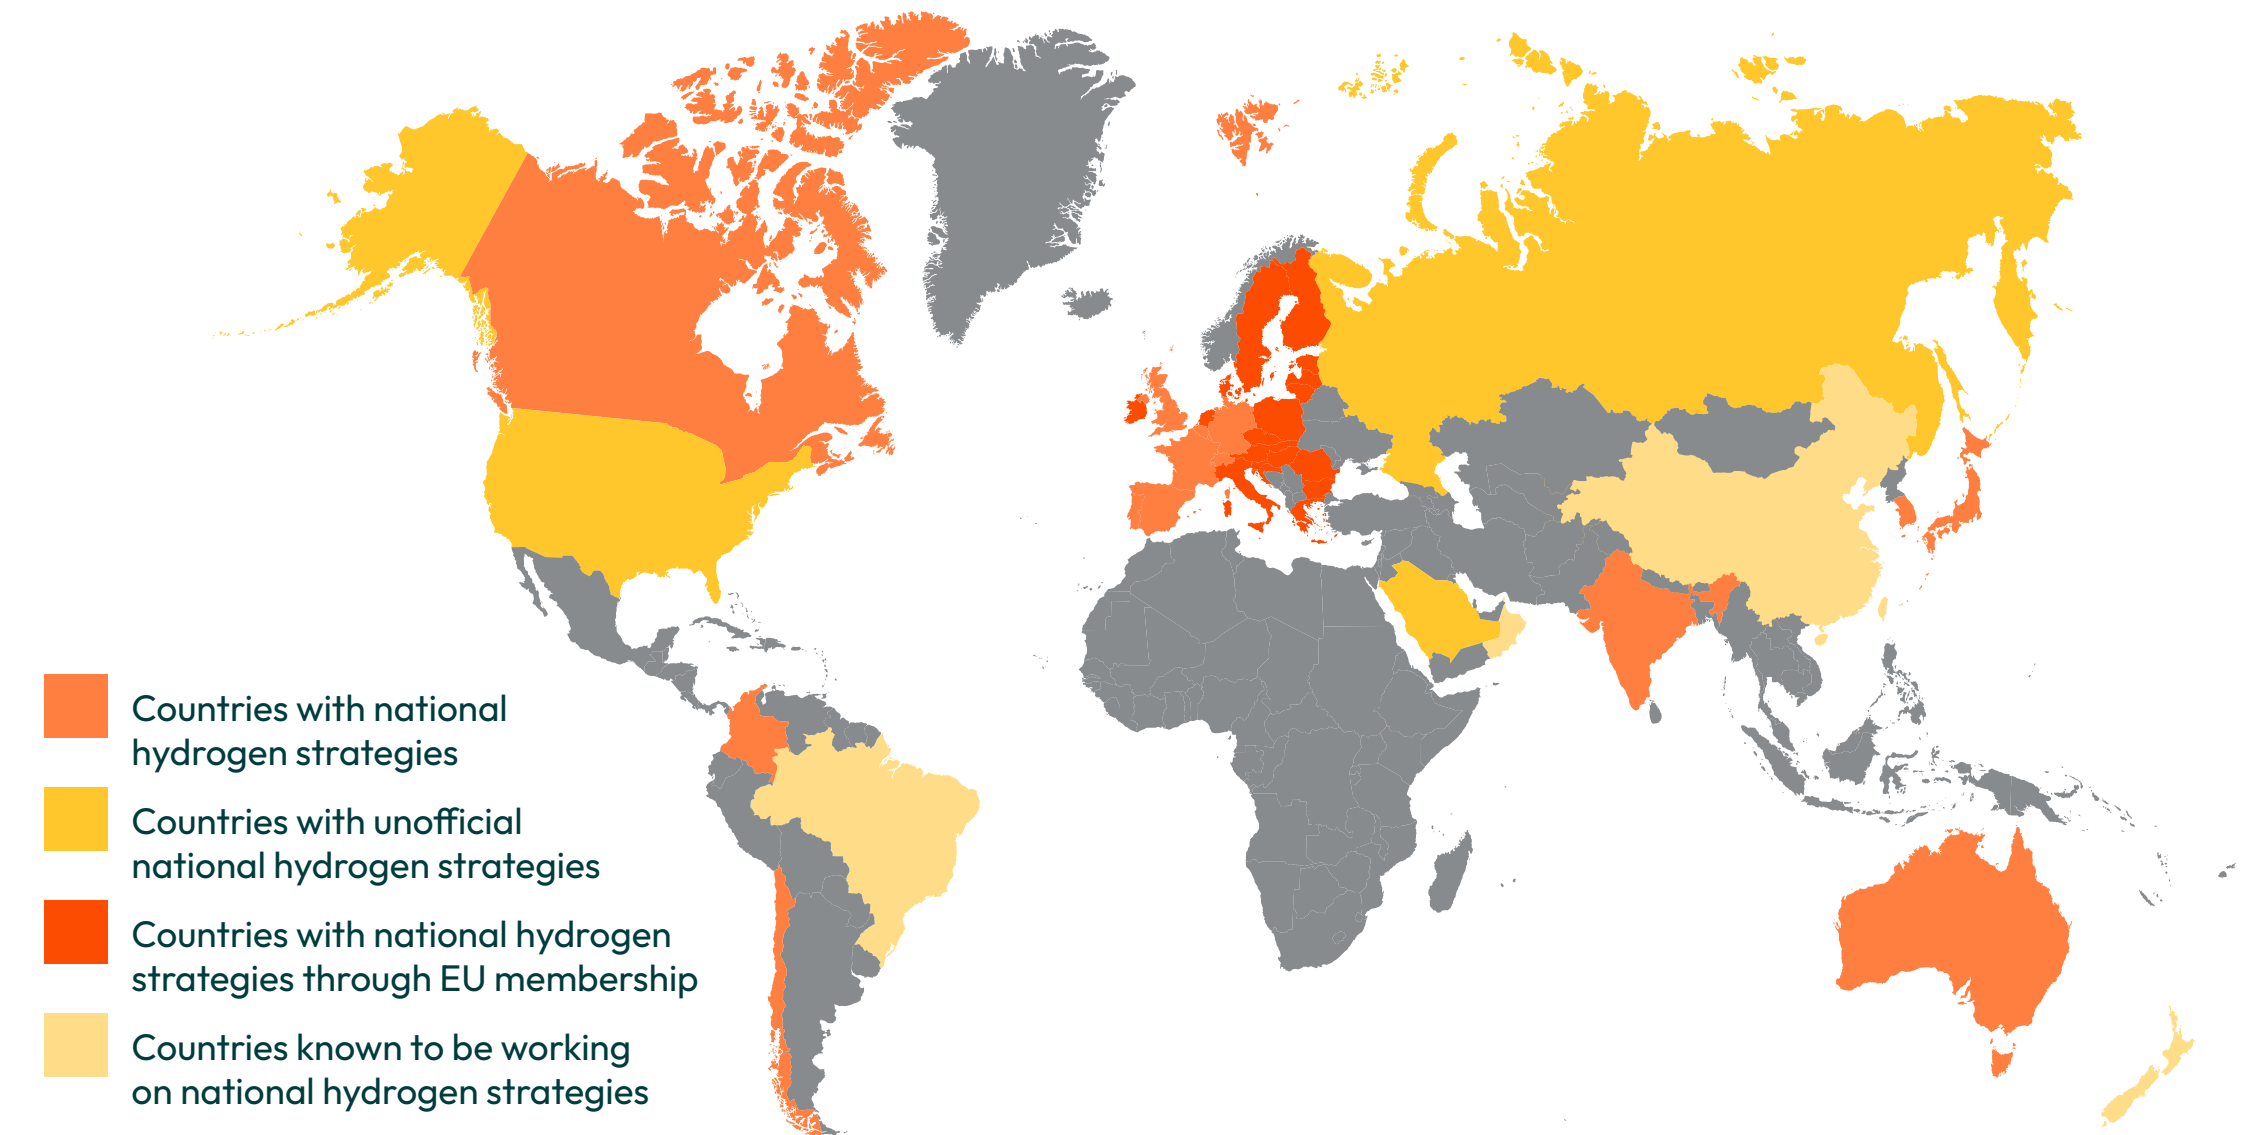 Countries with national
hydrogen strategies
Countries with unofficial
national hydrogen strategies
Countries with national hydrogen
strategies through EU membership
Countries known to be working
on national hydrogen strategies